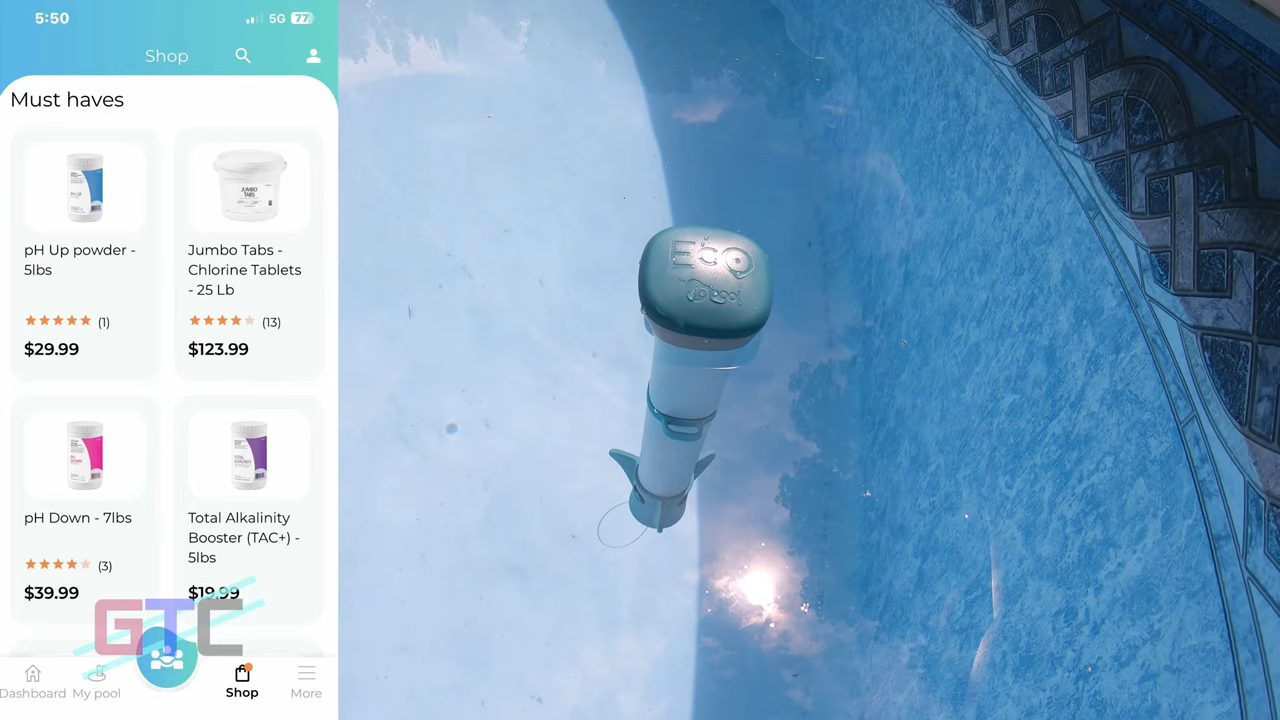 5:50
5G 77
Shop
Must haves
JUMBO
TABS
pH Up powder -
5lbs
Jumbo Tabs -
Chlorine Tablets
- 25 Lb
(1)
(13)
$29.99
$123.99
pH Down - 7lbs
Total Alkalinity
Booster (TAC+) -
5lbs
(3)
$39.99
$19.99
GTC
Dashboard
My pool
Shop
More
ECO